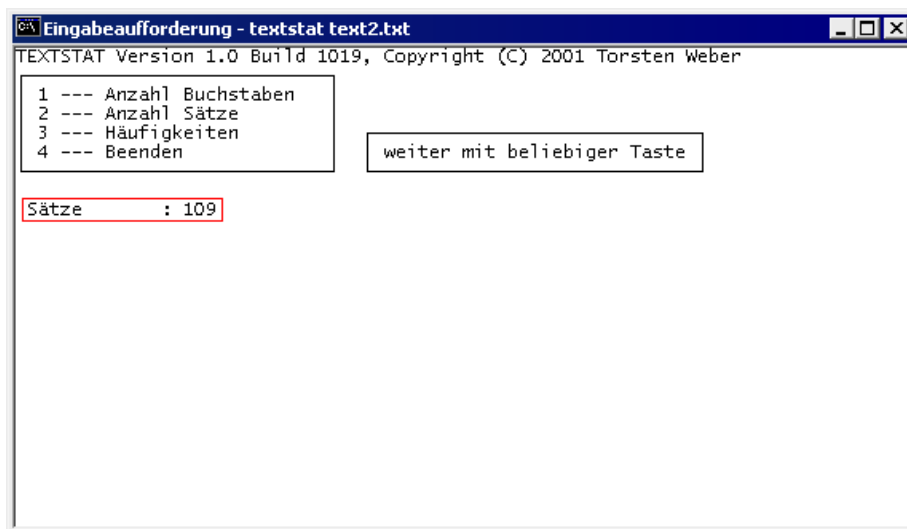 Eingabeaufforderung - textstat text2.txt
TEXTSTAT Version 1.0 Build 1019, Copyright (C) 2001 Torsten Weber
1 --- Anzahl Buchstaben
2 --- Anzahl Sätze
3 --- Häufigkeiten
4 --- Beenden
weiter mit beliebiger Taste
Sätze : 109